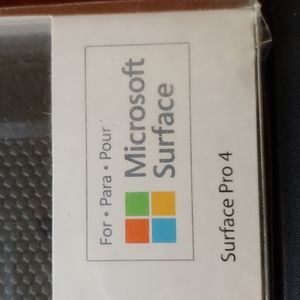 For • Para • Pour
Microsoft
Surface
Surface Pro 4